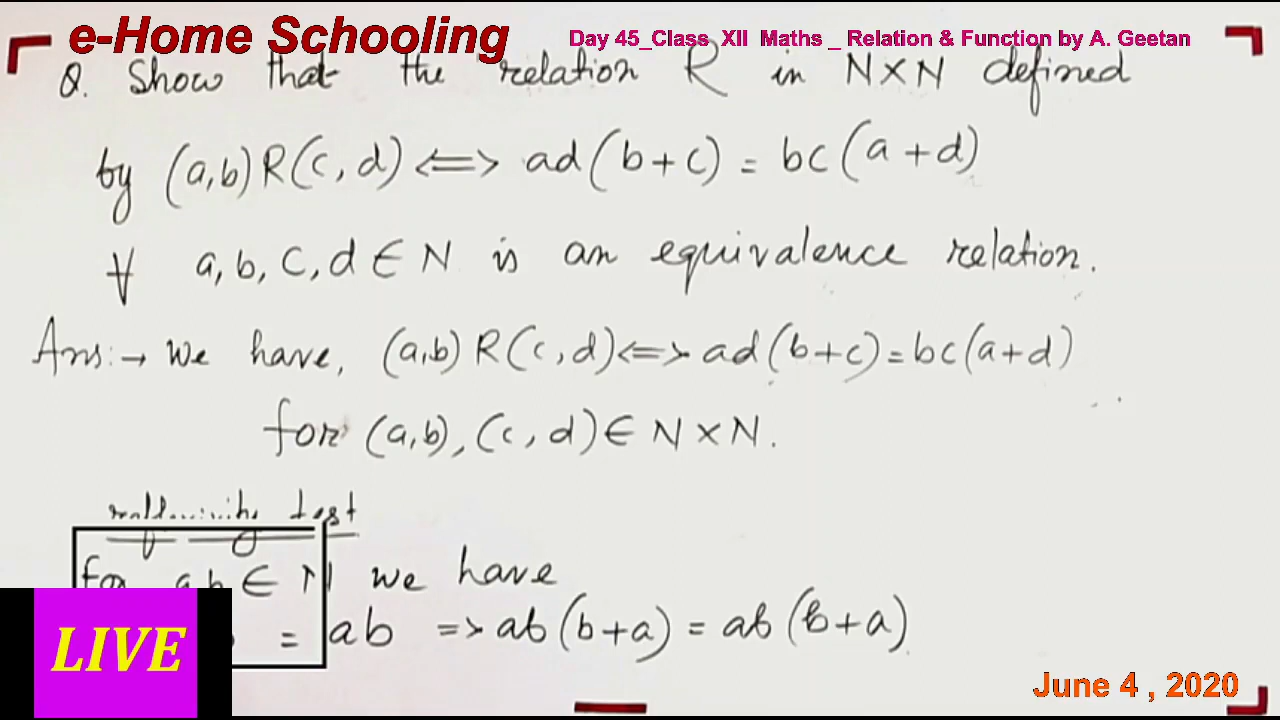 e-Home Schooling
Day 45_Class XII Maths _ Relation & Function by A. Geetan
Q. Show that the relation R in N×N defined
by (a,b)R(c,d) ⟺ ad(b+c) = bc(a+d)
∀ a,b,c,d ∈ N is an equivalence relation.
Ans:→ we have, (a,b)R(c,d) ⟺ ad(b+c)=bc(a+d)
for (a,b),(c,d) ∈ N×N.
test
for a,b ∈ N we have
= ab => ab(b+a) = ab(b+a)
LIVE
June 4 , 2020